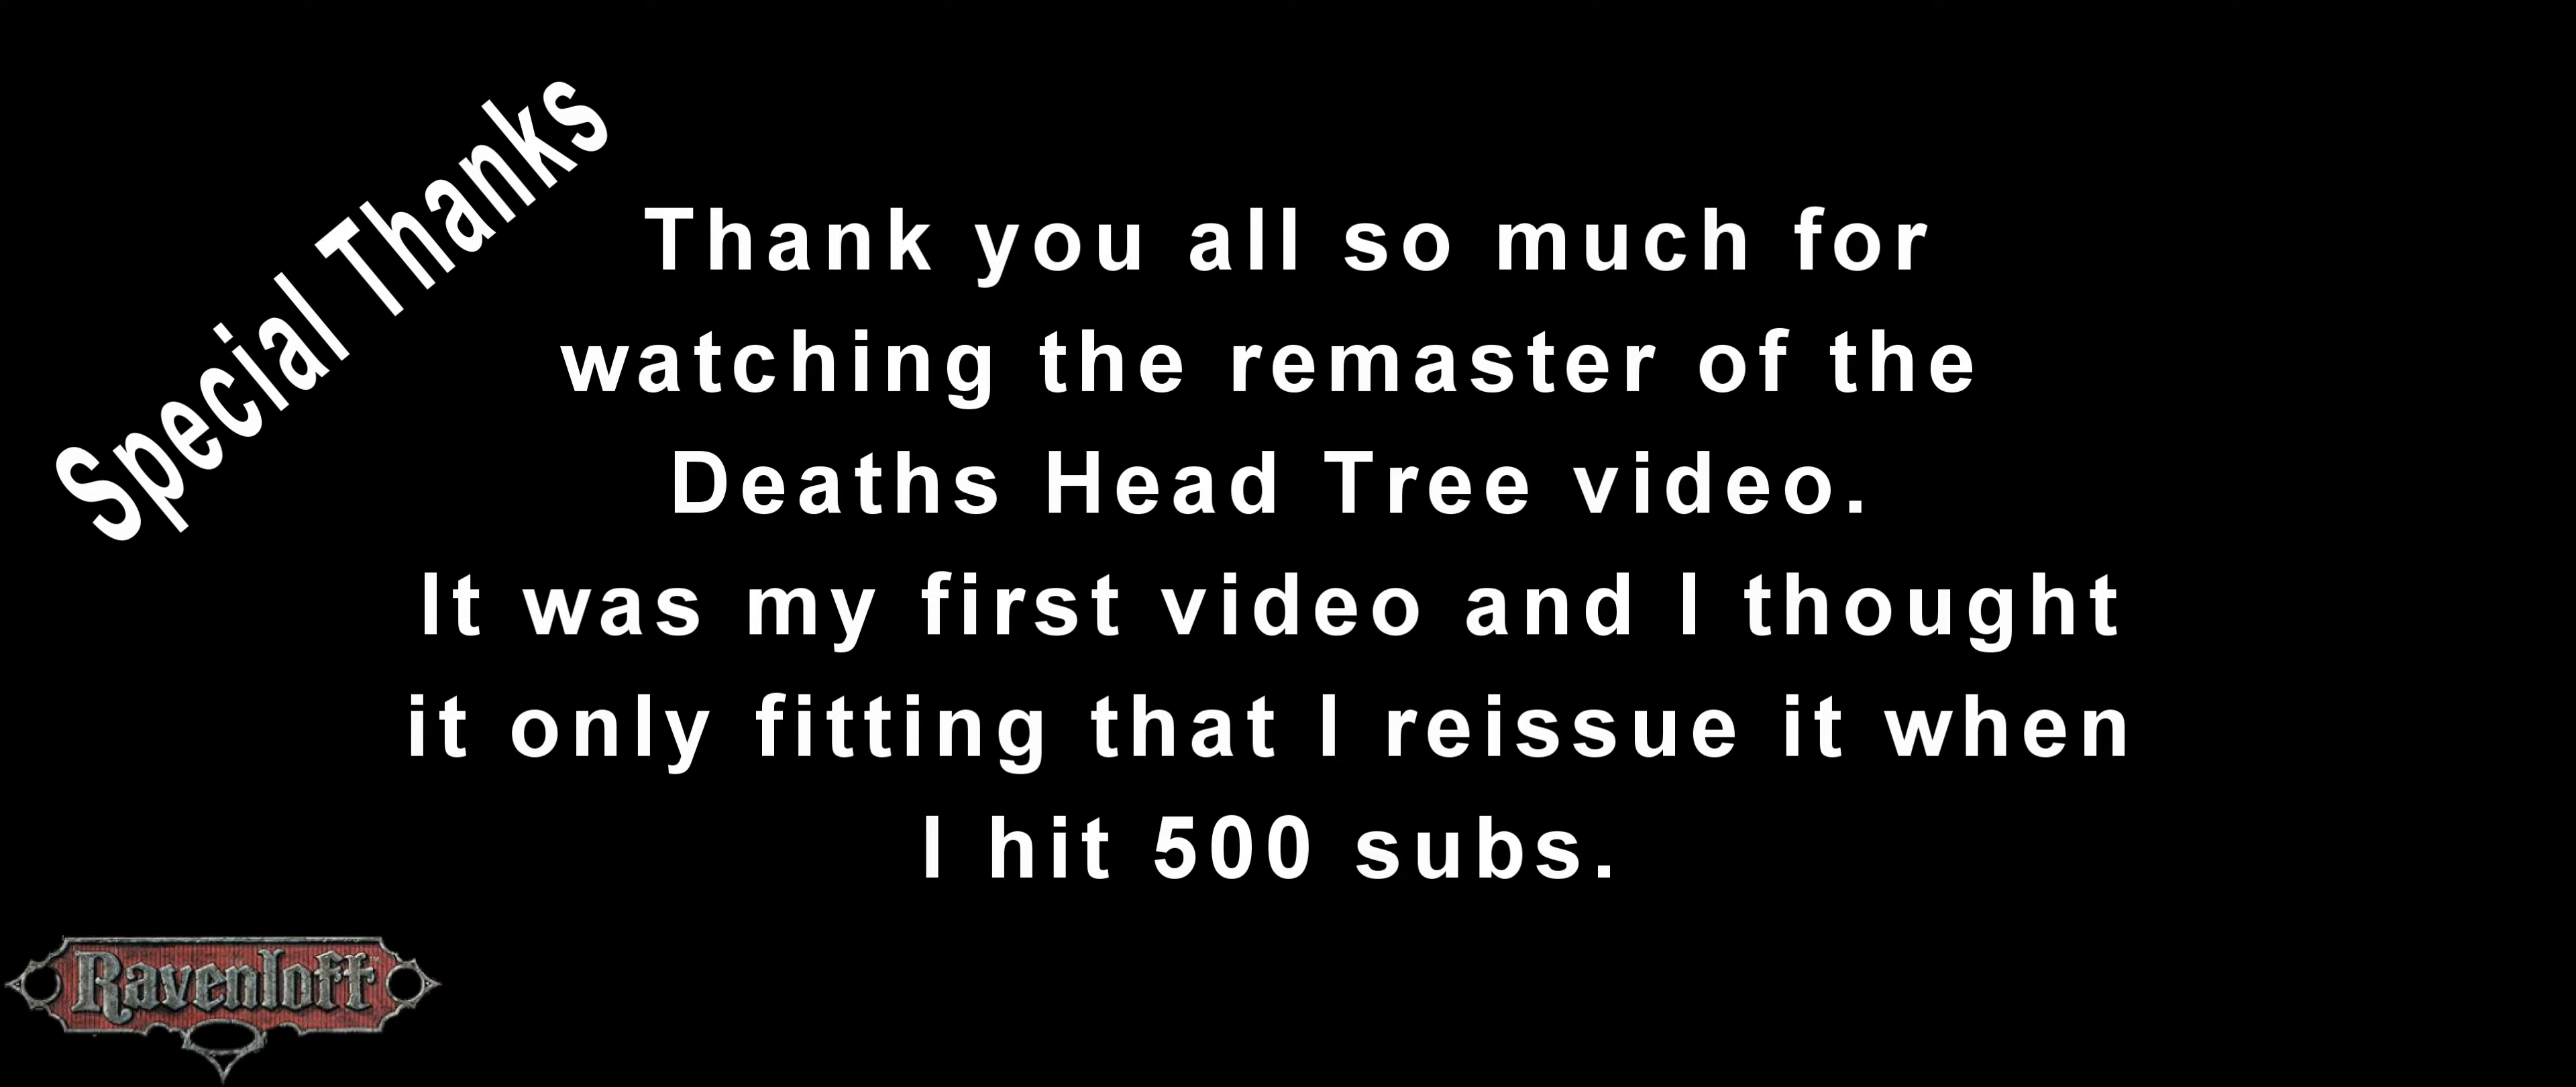 Special Thanks
Thank you all so much for
watching the remaster of the
Deaths Head Tree video.
It was my first video and I thought
it only fitting that I reissue it when
I hit 500 subs.
Ravenloft